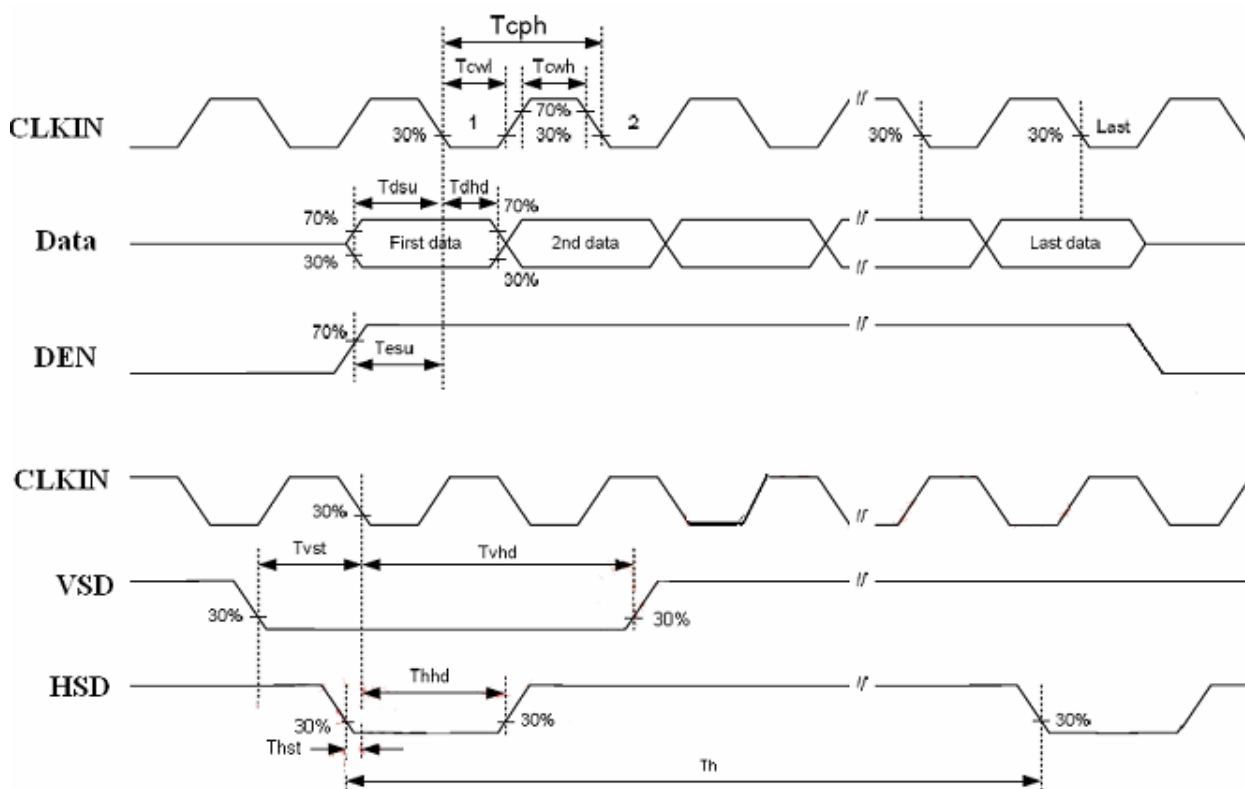 Tcph
Tcwl Tcwh
CLKIN 30% 1 70% 30% 2 30% 30% Last
Tdsu Tdhd
70% 70%
Data First data 2nd data Last data
30% 30%
70%
DEN Tesu
CLKIN
30%
Tvst Tvhd
VSD
30% 30%
HSD Thhd
30% 30% 30%
Thst
Th